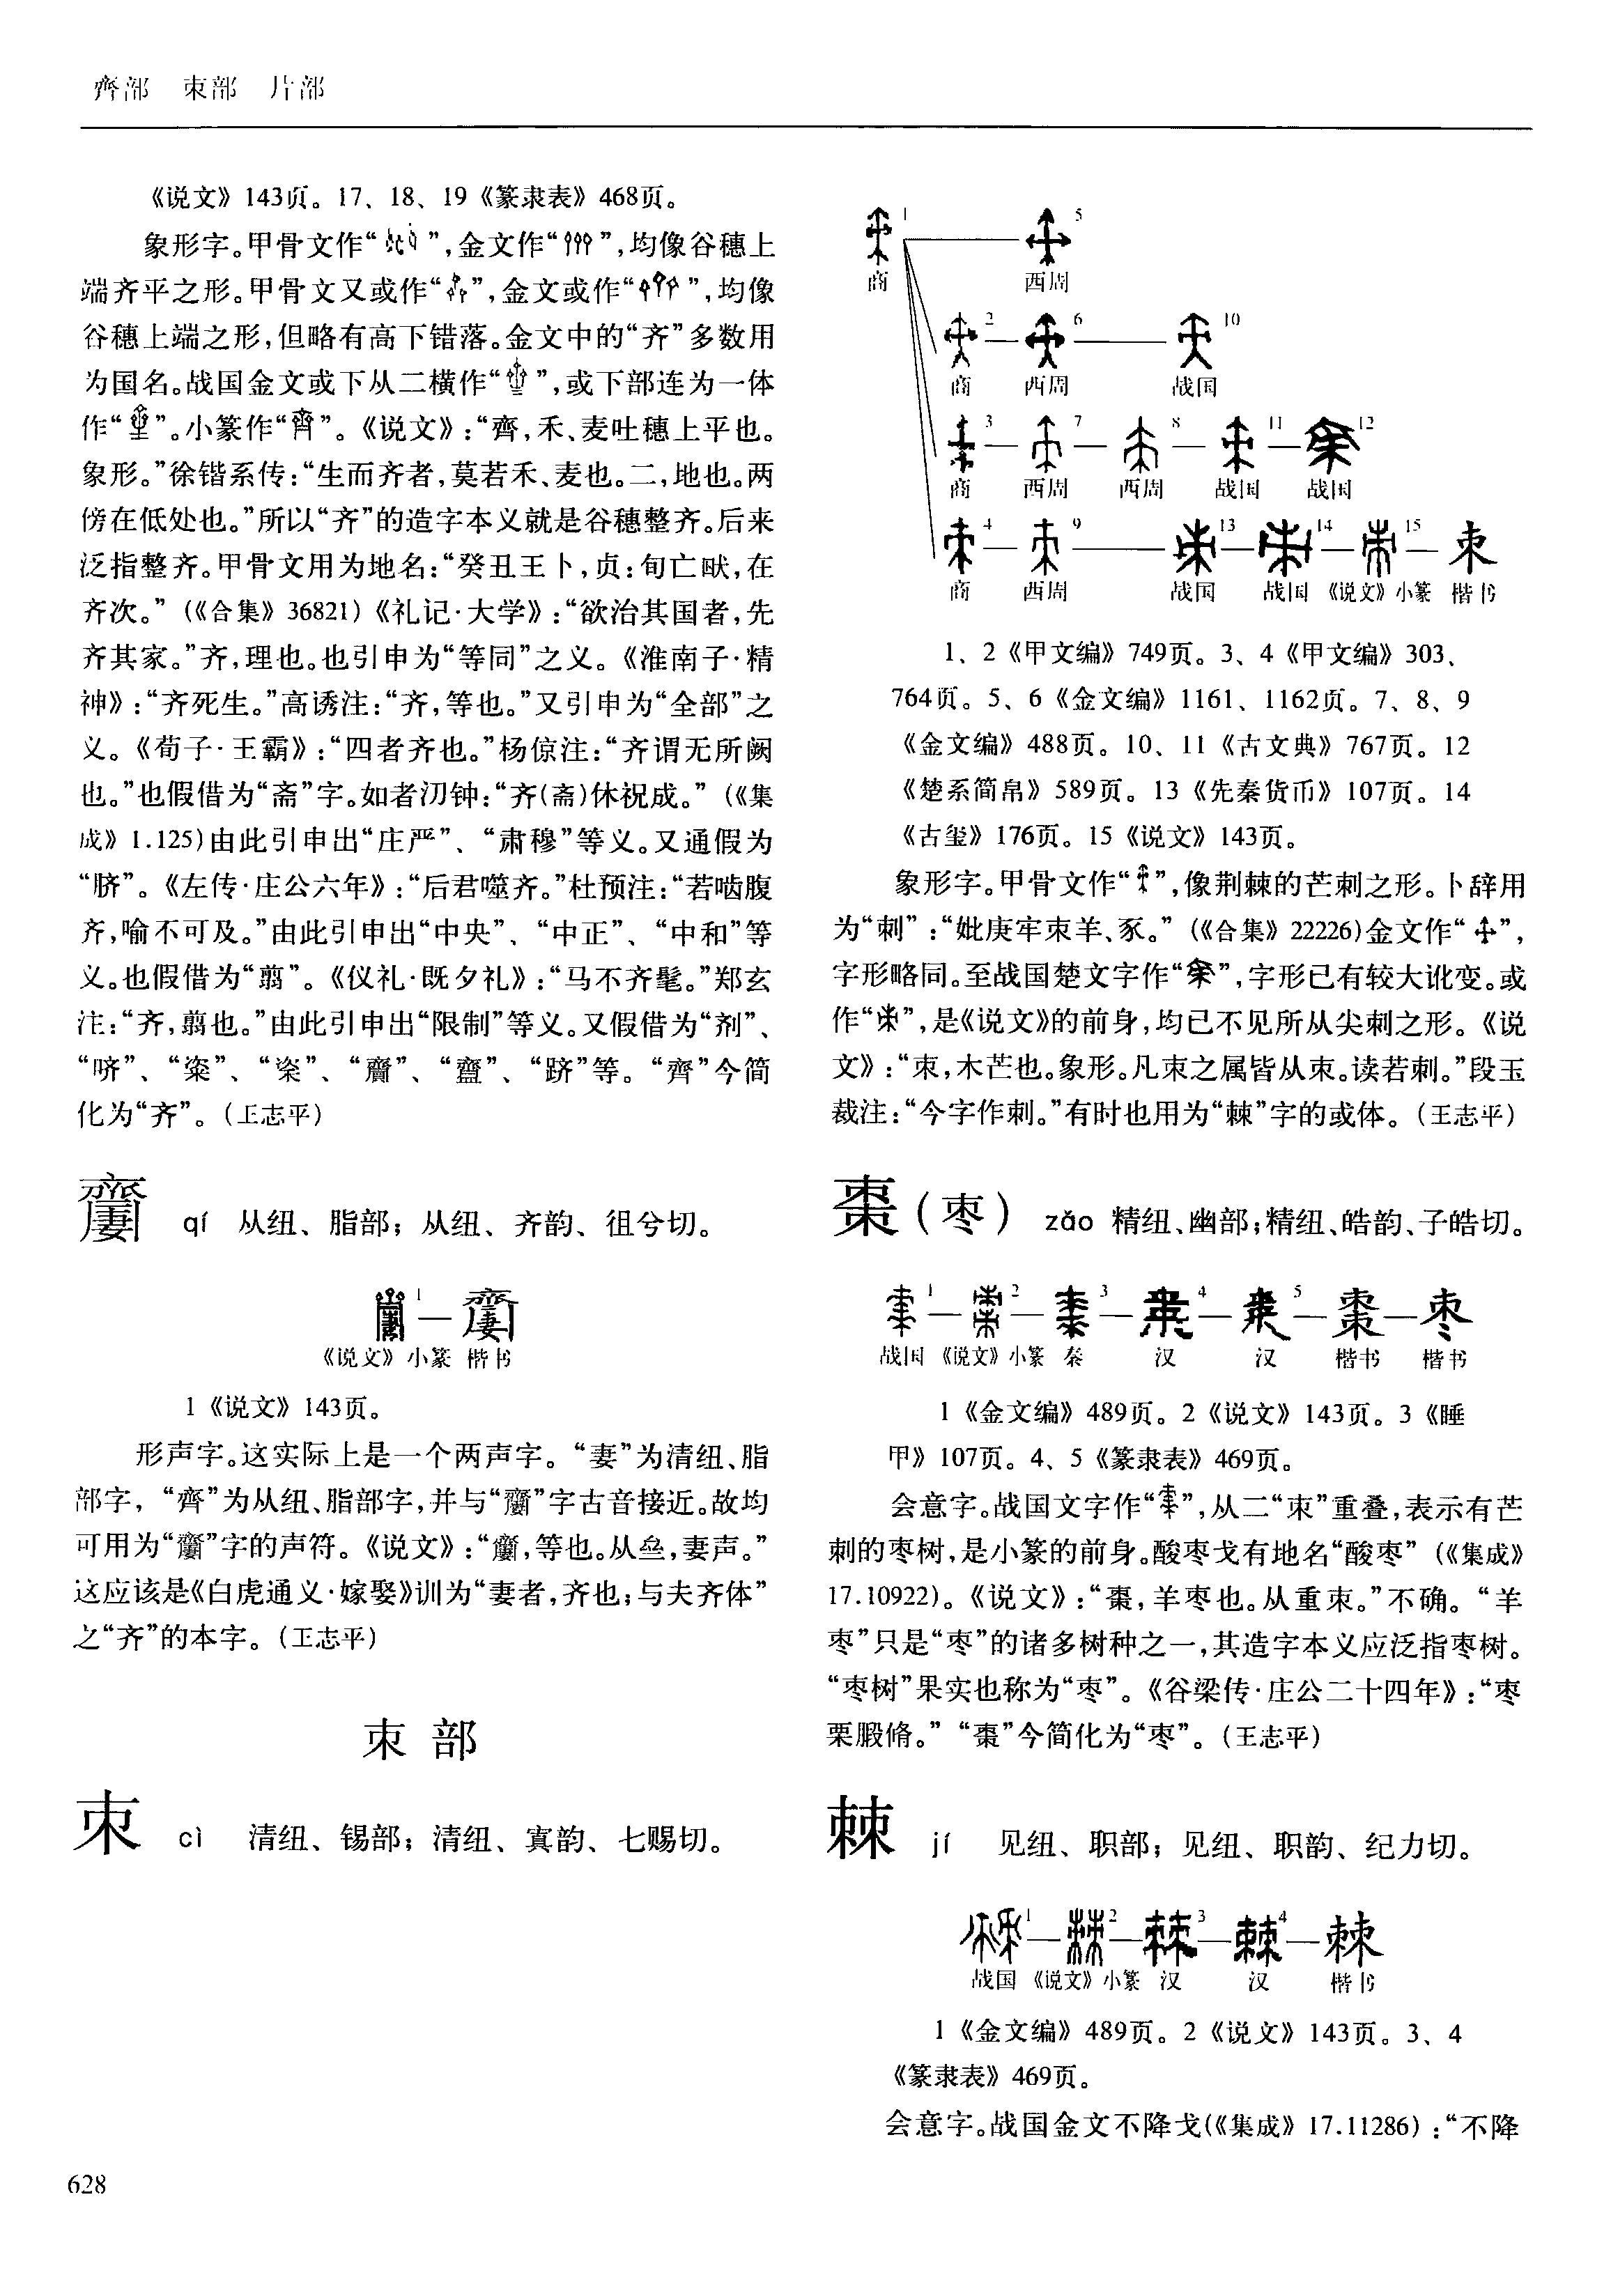 齊部　朿部　片部
《说文》143页。17、18、19《篆隶表》468页。
象形字。甲骨文作“ ”,金文作“ ”,均像谷穗上
端齐平之形。甲骨文又或作“ ”,金文或作“ ”,均像
谷穗上端之形,但略有高下错落。金文中的“齐”多数用
为国名。战国金文或下从二横作“ ”,或下部连为一体
作“ ”。小篆作“ ”。《说文》:“齊,禾、麦吐穗上平也。
象形。”徐锴系传:“生而齐者,莫若禾、麦也。二,地也。两
傍在低处也。”所以“齐”的造字本义就是谷穗整齐。后来
泛指整齐。甲骨文用为地名:“癸丑王卜,贞:旬亡㕟,在
齐次。”(《合集》36821)《礼记·大学》:“欲治其国者,先
齐其家。”齐,理也。也引申为“等同”之义。《淮南子·精
神》:“齐死生。”高诱注:“齐,等也。”又引申为“全部”之
义。《荀子·王霸》:“四者齐也。”杨倞注:“齐谓无所阙
也。”也假借为“斋”字。如者汈钟:“齐(斋)休祝成。”(《集
成》1.125)由此引申出“庄严”、“肃穆”等义。又通假为
“脐”。《左传·庄公六年》:“后君噬齐。”杜预注:“若啮腹
齐,喻不可及。”由此引申出“中央”、“中正”、“中和”等
义。也假借为“翦”。《仪礼·既夕礼》:“马不齐髦。”郑玄
注:“齐,翦也。”由此引申出“限制”等义。又假借为“剂”、
“哜”、“粢”、“粢”、“齎”、“齍”、“跻”等。“齊”今简
化为“齐”。(王志平)
齌 qí 从纽、脂部;从纽、齐韵、徂兮切。
1
《说文》小篆 楷书
1《说文》143页。
形声字。这实际上是一个两声字。“妻”为清纽、脂
部字,“齊”为从纽、脂部字,并与“ ”字古音接近。故均
可用为“ ”字的声符。《说文》:“ ,等也。从亝,妻声。”
这应该是《白虎通义·嫁娶》训为“妻者,齐也;与夫齐体”
之“齐”的本字。(王志平)
朿部
朿 cì 清纽、锡部;清纽、寘韵、七赐切。
1 5
商 西周
2 6 10
商 西周 战国
3 7 8 11 12
商 西周 西周 战国 战国
4 9 13 14 15 朿
商 西周 战国 战国 《说文》小篆 楷书
1、2《甲文编》749页。3、4《甲文编》303、
764页。5、6《金文编》1161、1162页。7、8、9
《金文编》488页。10、11《古文典》767页。12
《楚系简帛》589页。13《先秦货币》107页。14
《古玺》176页。15《说文》143页。
象形字。甲骨文作“ ”,像荆棘的芒刺之形。卜辞用
为“刺”:“妣庚牢朿羊、豕。”(《合集》22226)金文作“ ”,
字形略同。至战国楚文字作“ ”,字形已有较大讹变。或
作“ ”,是《说文》的前身,均已不见所从尖刺之形。《说
文》:“朿,木芒也。象形。凡朿之属皆从朿。读若刺。”段玉
裁注:“今字作刺。”有时也用为“棘”字的或体。(王志平)
棗(枣) zǎo 精纽、幽部;精纽、皓韵、子皓切。
1 2 3 4 5 棗 枣
战国 《说文》小篆 秦 汉 汉 楷书 楷书
1《金文编》489页。2《说文》143页。3《睡
甲》107页。4、5《篆隶表》469页。
会意字。战国文字作“ ”,从二“朿”重叠,表示有芒
刺的枣树,是小篆的前身。酸枣戈有地名“酸枣”(《集成》
17.10922)。《说文》:“棗,羊枣也。从重朿。”不确。“羊
枣”只是“枣”的诸多树种之一,其造字本义应泛指枣树。
“枣树”果实也称为“枣”。《谷梁传·庄公二十四年》:“枣
栗腶脩。”“棗”今简化为“枣”。(王志平)
棘 jí 见纽、职部;见纽、职韵、纪力切。
1 2 3 4 棘
战国 《说文》小篆 汉 汉 楷书
1《金文编》489页。2《说文》143页。3、4
《篆隶表》469页。
会意字。战国金文不降戈(《集成》17.11286):“不降
628